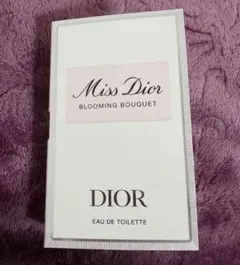 Miss Dior
BLOOMING BOUQUET
DIOR
EAU DE TOILETTE